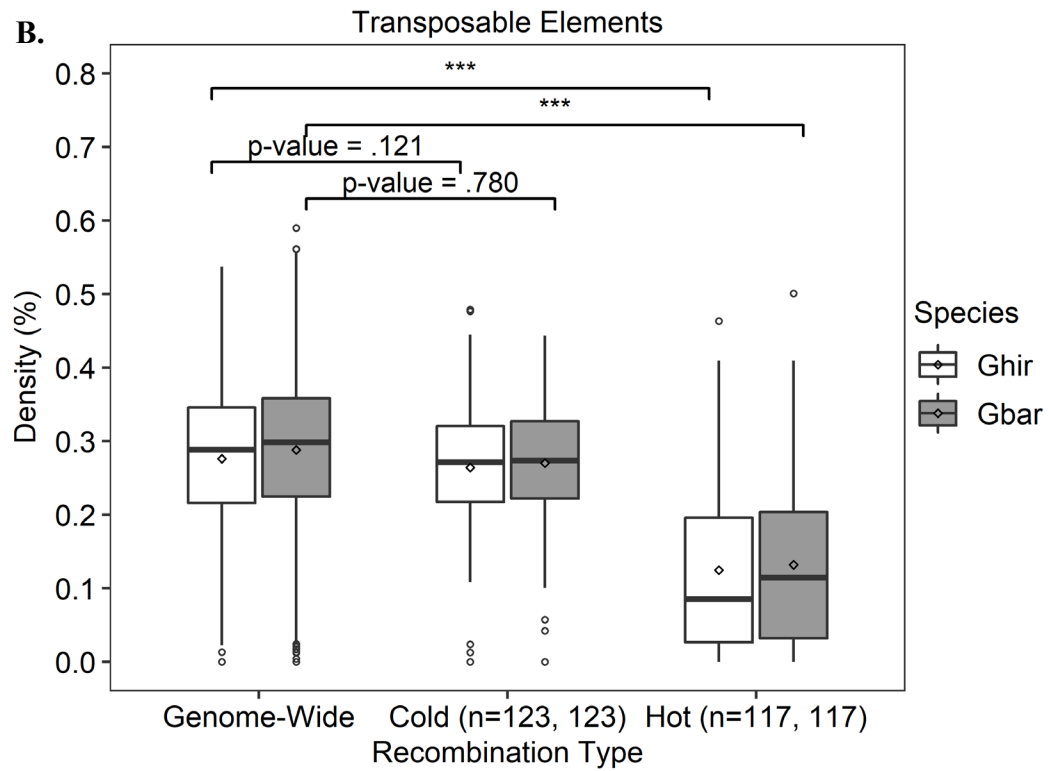 B.
Transposable Elements
0.8
0.7
0.6
0.5
0.4
0.3
0.2
0.1
0.0
Density (%)
***
***
p-value = .121
p-value = .780
Genome-Wide
Cold (n=123, 123)
Hot (n=117, 117)
Recombination Type
Species
Ghir
Gbar